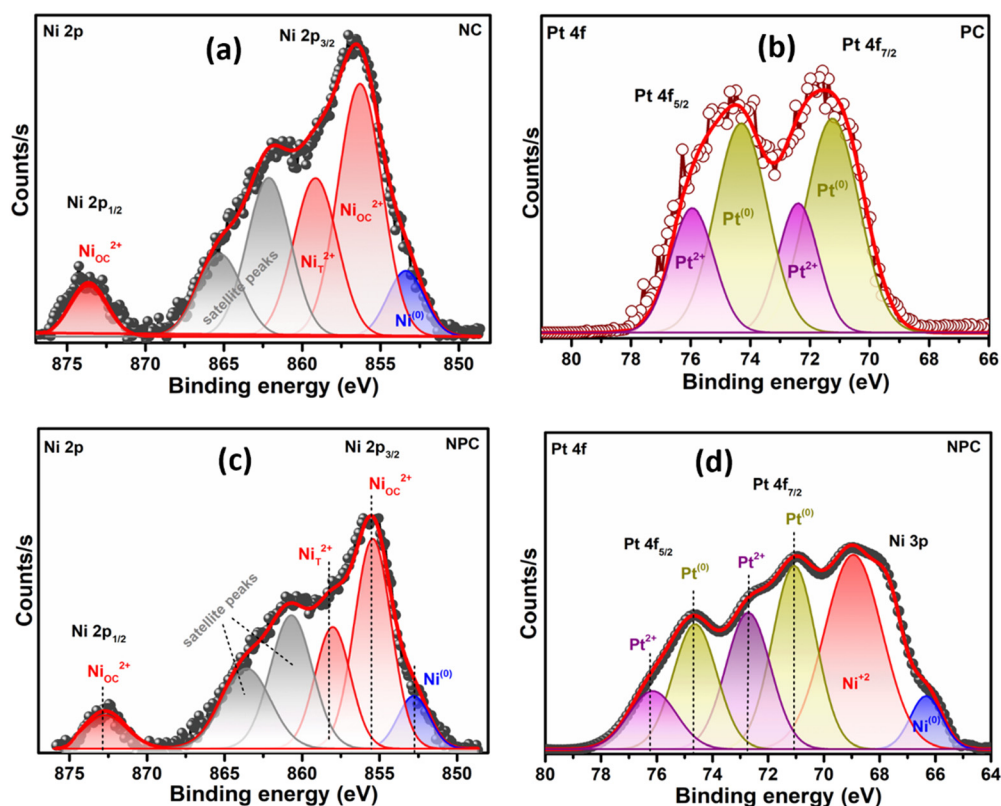 Ni 2p
(a)
Ni 2p3/2
NC
Ni 2p1/2
NiOC2+
NiT2+
NiOC2+
Ni(0)
satellite peaks
Counts/s
875 870 865 860 855 850
Binding energy (eV)
Pt 4f
(b)
Pt 4f7/2
PC
Pt 4f5/2
Pt2+
Pt(0)
Pt2+
Pt(0)
Counts/s
80 78 76 74 72 70 68 66
Binding energy (eV)
Ni 2p
(c)
Ni 2p3/2
NPC
NiOC2+
NiT2+
satellite peaks
Ni 2p1/2
NiOC2+
Ni(0)
Counts/s
875 870 865 860 855 850
Binding energy (eV)
Pt 4f
(d)
NPC
Pt 4f7/2
Pt(0)
Pt 4f5/2
Ni 3p
Pt(0)
Pt2+
Pt2+
Ni+2
Ni(0)
Counts/s
80 78 76 74 72 70 68 66 64
Binding energy (eV)